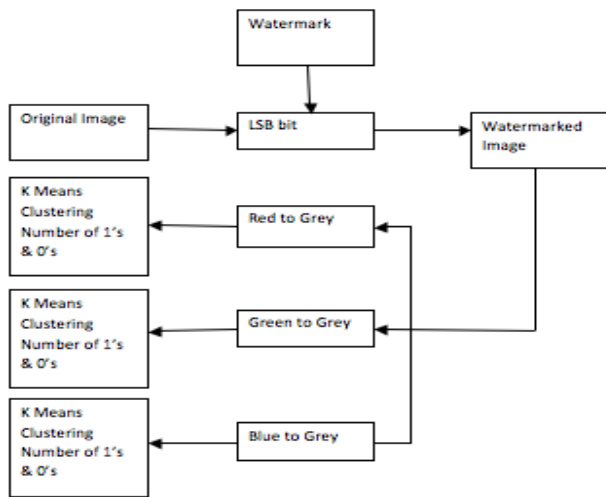 Watermark
Original Image
LSB bit
Watermarked
Image
K Means
Clustering
Number of 1's
& 0's
Red to Grey
K Means
Clustering
Number of 1's
& 0's
Green to Grey
K Means
Clustering
Number of 1's
& 0's
Blue to Grey